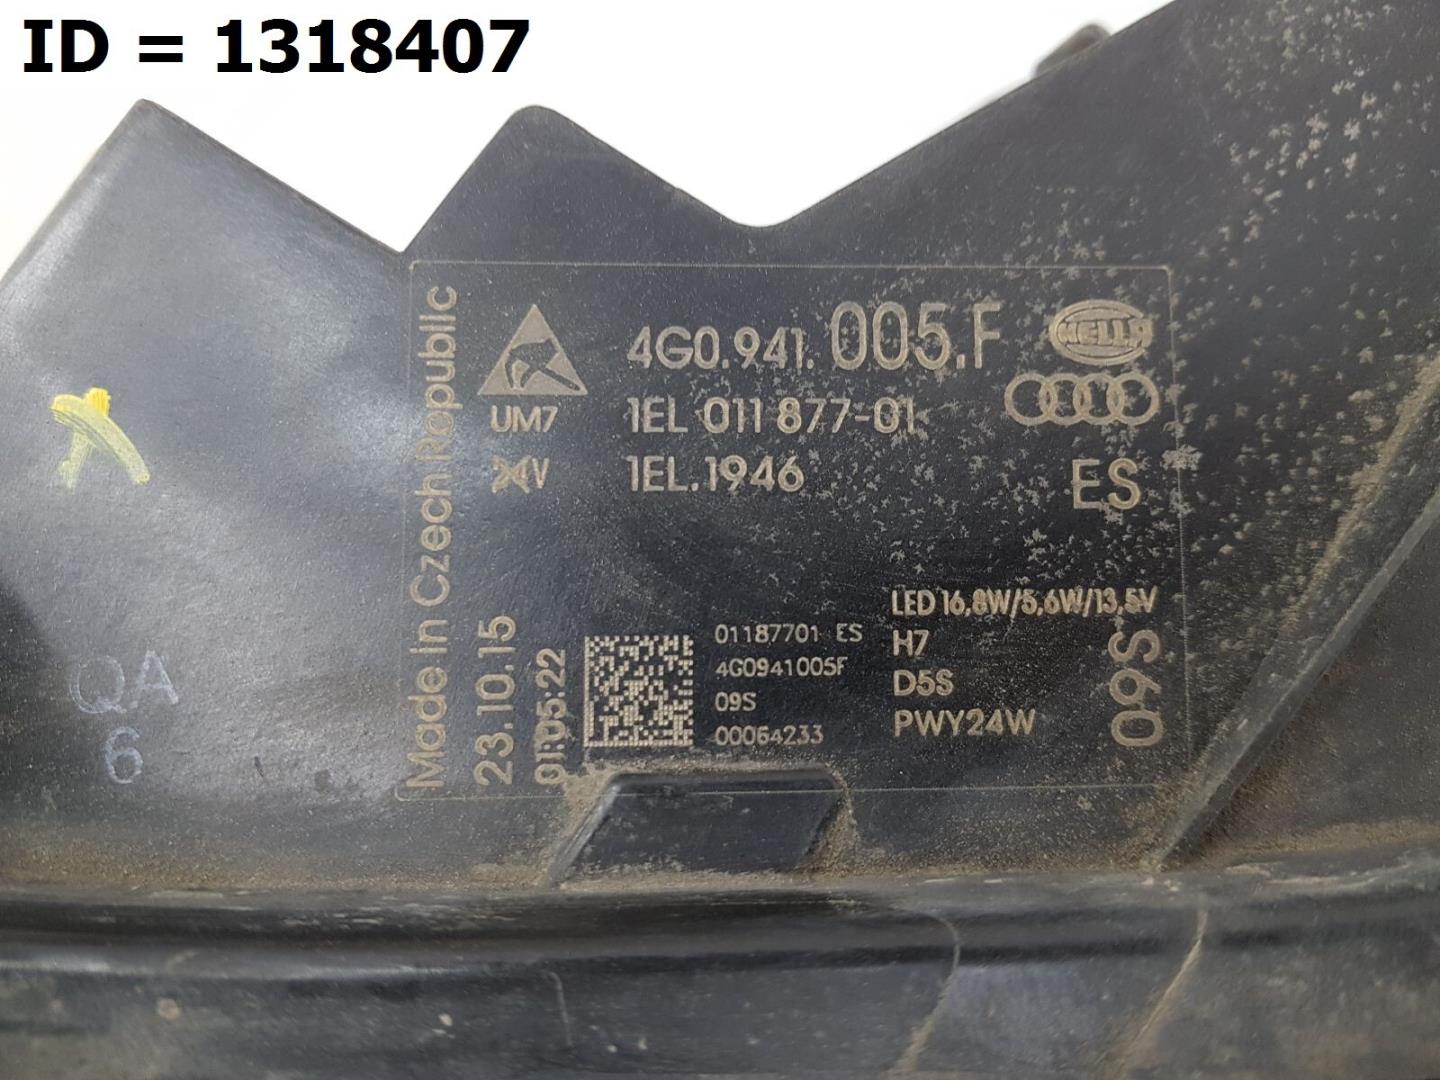 ID = 1318407
Made in Czech Republic
23.10.15
01:05:22
UM7
24V
4G0.941.005.F
HELLA
1EL 011 877-01
1EL.1946
ES
LED 16,8W/5,6W/13,5V
H7
D5S
PWY24W
09S
01187701 ES
4G0941005F
09S
00064233
QA
6